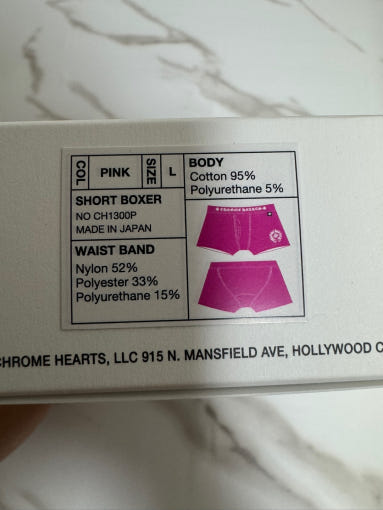 COL PINK SIZE L
SHORT BOXER
NO CH1300P
MADE IN JAPAN
WAIST BAND
Nylon 52%
Polyester 33%
Polyurethane 15%
BODY
Cotton 95%
Polyurethane 5%
CHROME HEARTS, LLC 915 N. MANSFIELD AVE, HOLLYWOOD C